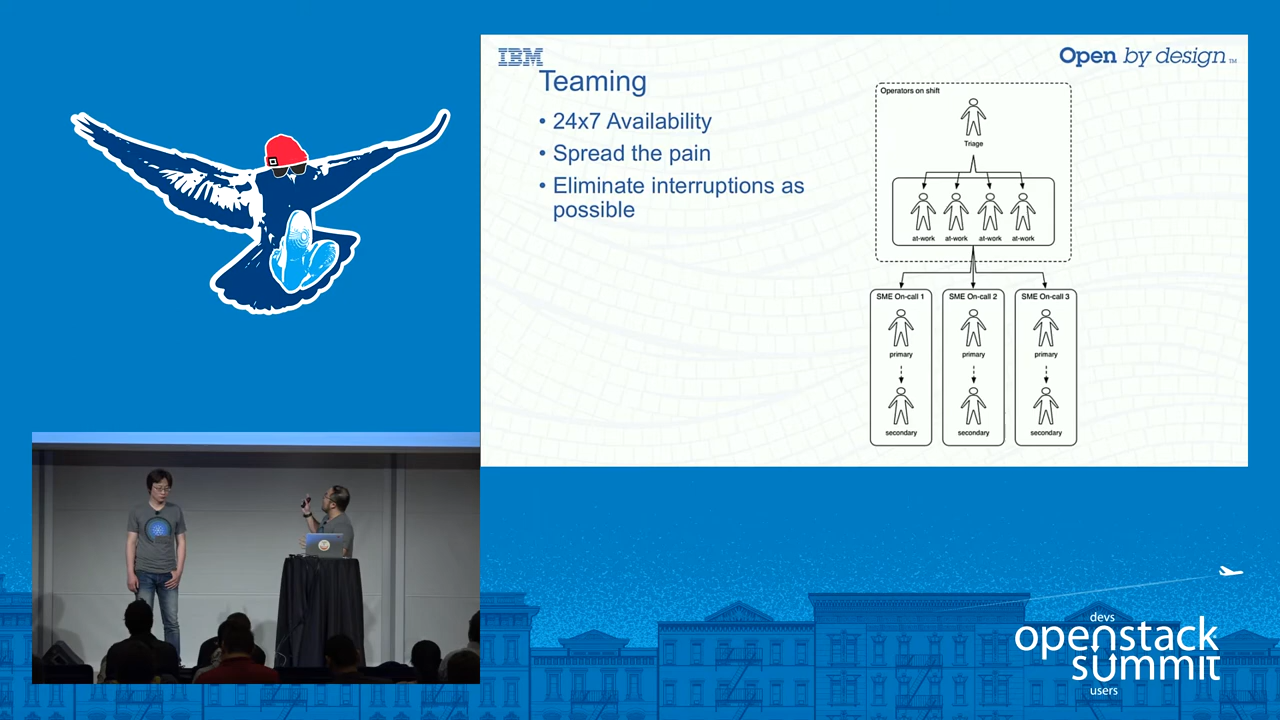 IBM
Open by design™
Teaming
• 24x7 Availability
• Spread the pain
• Eliminate interruptions as
possible
Operators on shift
Triage
at-work at-work at-work at-work
SME On-call 1 SME On-call 2 SME On-call 3
primary primary primary
secondary secondary secondary
devs
openstack
summit
users